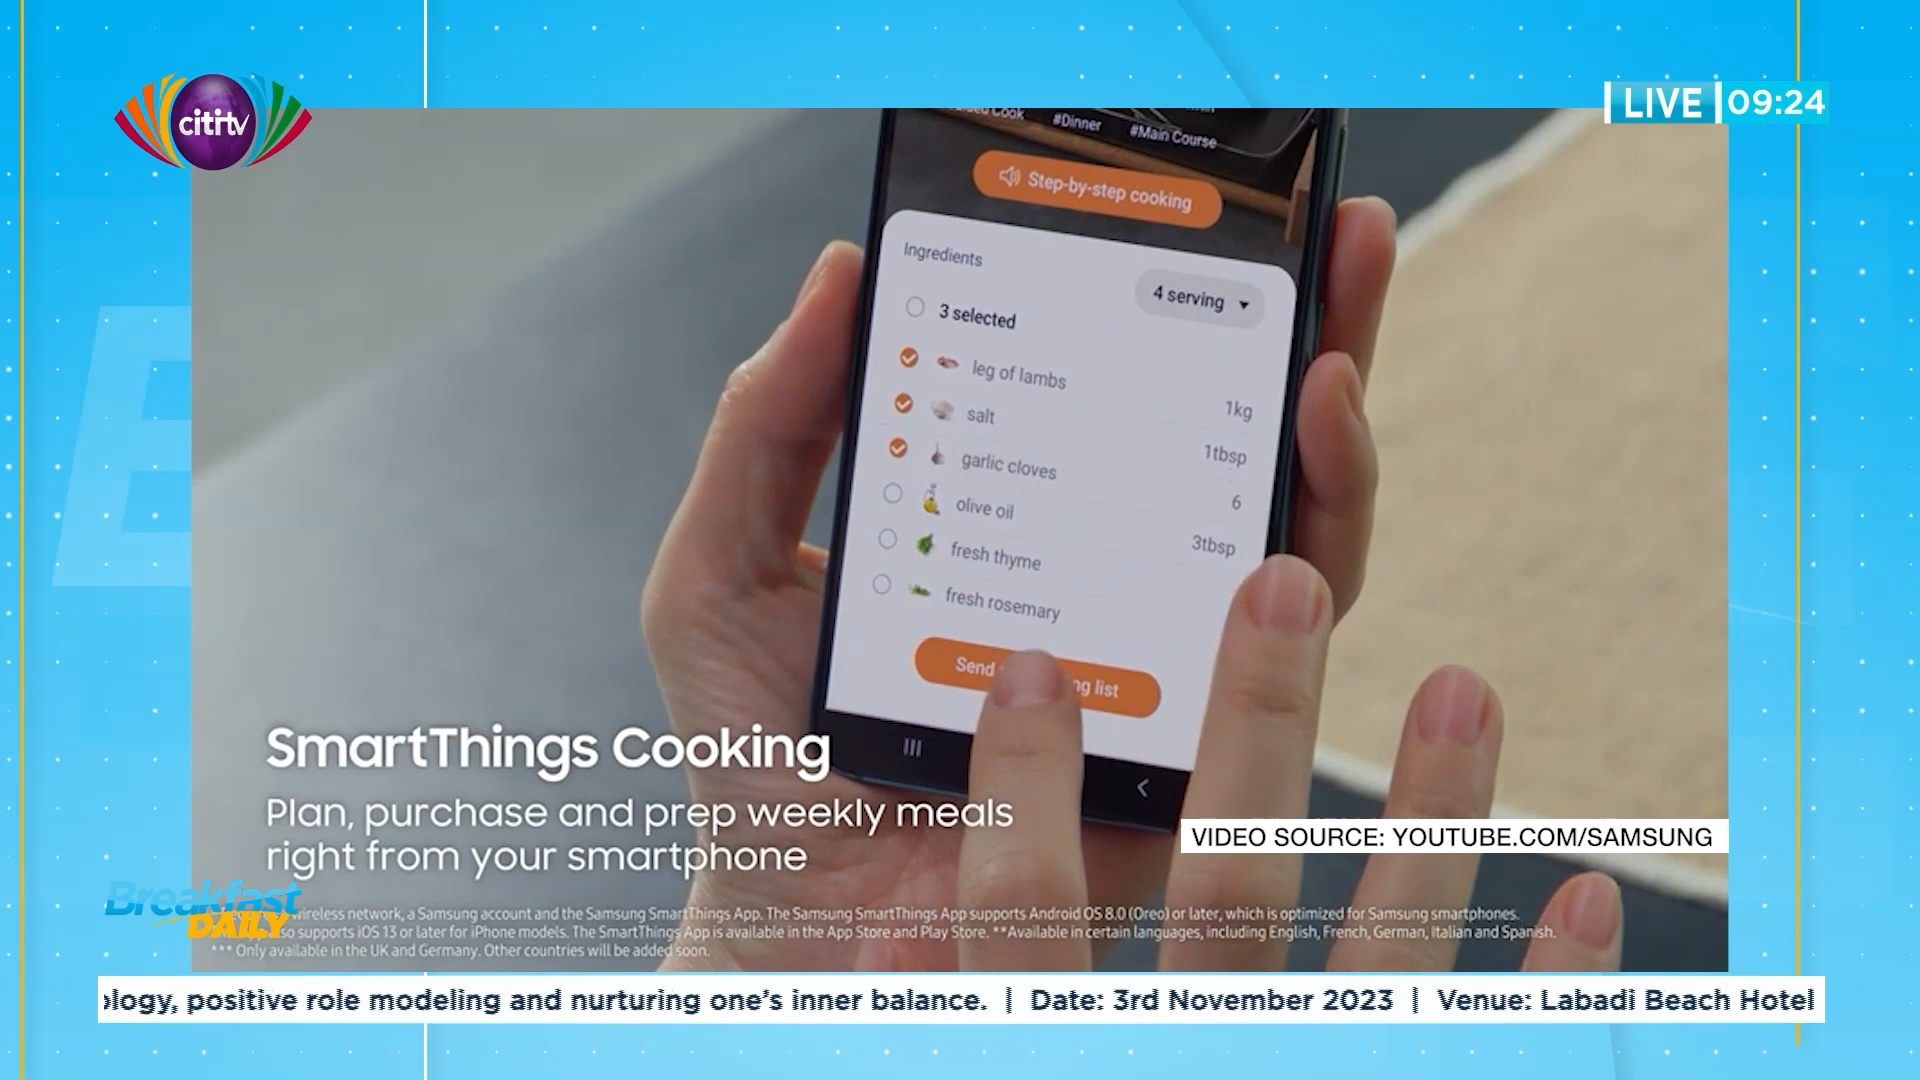 citi tv
LIVE 09:24
Cook #Dinner #Main Course
Step-by-step cooking
Ingredients
4 serving
3 selected
leg of lambs 1kg
salt 1tbsp
garlic cloves 6
olive oil 3tbsp
fresh thyme
fresh rosemary
Send list
SmartThings Cooking
Plan, purchase and prep weekly meals
right from your smartphone
VIDEO SOURCE: YOUTUBE.COM/SAMSUNG
Breakfast
DAILY
wireless network, a Samsung account and the Samsung SmartThings App. The Samsung SmartThings App supports Android OS 8.0 (Oreo) or later, which is optimized for Samsung smartphones.
so supports iOS 13 or later for iPhone models. The SmartThings App is available in the App Store and Play Store. **Available in certain languages, including English, French, German, Italian and Spanish.
*** Only available in the UK and Germany. Other countries will be added soon.
ology, positive role modeling and nurturing one's inner balance. | Date: 3rd November 2023 | Venue: Labadi Beach Hotel